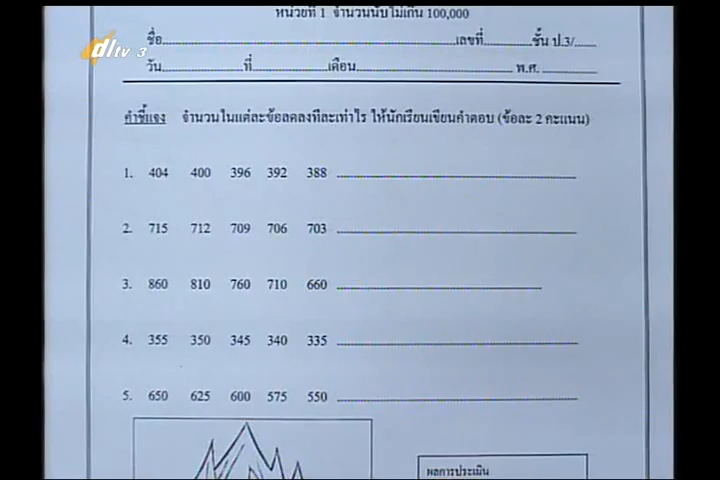 หน่วยที่ 1 จำนวนนับไม่เกิน 100,000
dltv 3
ชื่อ........................................เลขที่............ชั้น ป.3/......
วัน....................ที่....................เดือน........................................ พ.ศ. ..............
คำชี้แจง จำนวนในแต่ละข้อลดลงทีละเท่าไร ให้นักเรียนเขียนคำตอบ (ข้อละ 2 คะแนน)
1. 404 400 396 392 388 ........................................
2. 715 712 709 706 703 ........................................
3. 860 810 760 710 660 ........................................
4. 355 350 345 340 335 ........................................
5. 650 625 600 575 550 ........................................
ผลการประเมิน